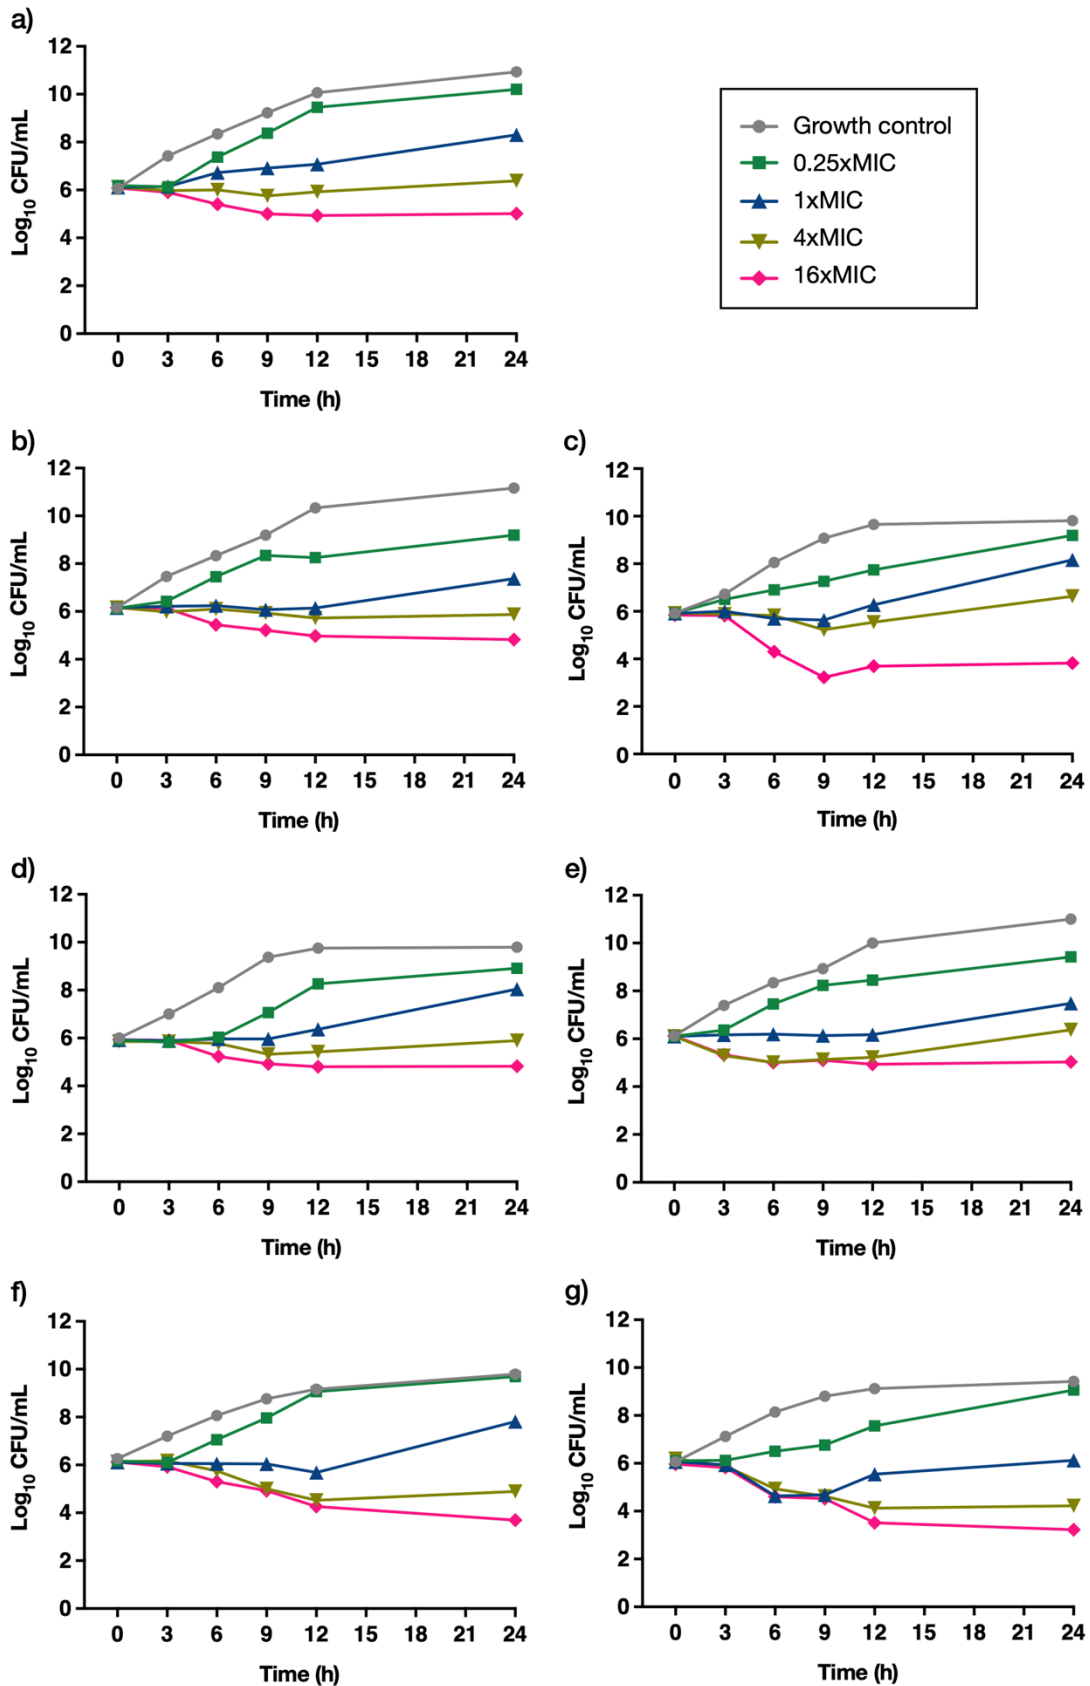 a)
12
10
8
6
4
2
0
Log10 CFU/mL
0 3 6 9 12 15 18 21 24
Time (h)
Growth control
0.25xMIC
1xMIC
4xMIC
16xMIC
b)
12
10
8
6
4
2
0
Log10 CFU/mL
0 3 6 9 12 15 18 21 24
Time (h)
c)
12
10
8
6
4
2
0
Log10 CFU/mL
0 3 6 9 12 15 18 21 24
Time (h)
d)
12
10
8
6
4
2
0
Log10 CFU/mL
0 3 6 9 12 15 18 21 24
Time (h)
e)
12
10
8
6
4
2
0
Log10 CFU/mL
0 3 6 9 12 15 18 21 24
Time (h)
f)
12
10
8
6
4
2
0
Log10 CFU/mL
0 3 6 9 12 15 18 21 24
Time (h)
g)
12
10
8
6
4
2
0
Log10 CFU/mL
0 3 6 9 12 15 18 21 24
Time (h)